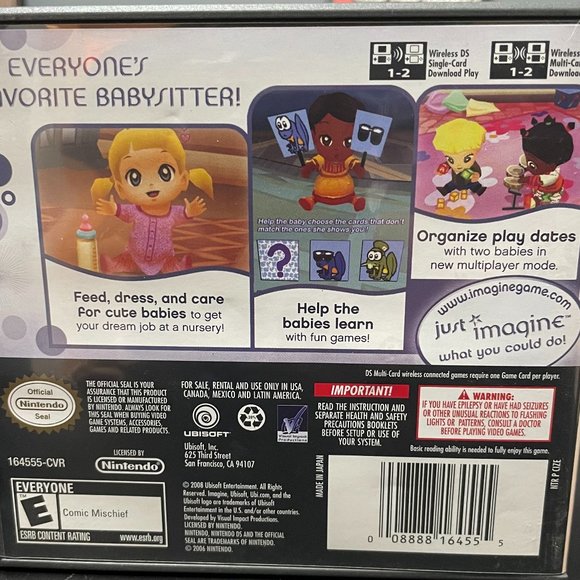 EVERYONE'S
AVORITE BABYSITTER!
1-2
Wireless DS
Single-Card
Download Play
1-2
Wireless
Multi-Ca
Downloa
Help the baby choose the cards that don't
match the ones she shows you!
?
Feed, dress, and care
for cute babies to get
your dream job at a nursery!
Help the
babies learn
with fun games!
Organize play dates
with two babies in
new multiplayer mode.
www.imaginegame.com
just imagine™
what you could do!
DS Multi-Card wireless connected games require one Game Card per player.
Official
Nintendo
Seal
THE OFFICIAL SEAL IS YOUR
ASSURANCE THAT THIS PRODUCT
IS LICENSED OR MANUFACTURED
BY NINTENDO. ALWAYS LOOK FOR
THIS SEAL WHEN BUYING VIDEO
GAME SYSTEMS, ACCESSORIES,
GAMES AND RELATED PRODUCTS.
164555-CVR
LICENSED BY
Nintendo
EVERYONE
E
Comic Mischief
ESRB CONTENT RATING www.esrb.org
FOR SALE, RENTAL AND USE ONLY IN USA,
CANADA, MEXICO AND LATIN AMERICA.
UBISOFT
Visual Impact
Productions
Ubisoft, Inc.
625 Third Street
San Francisco, CA 94107
© 2008 Ubisoft Entertainment. All Rights
Reserved. Imagine, Ubisoft, Ubi.com, and the
Ubisoft logo are trademarks of Ubisoft
Entertainment in the U.S. and/or other countries.
Developed by Visual Impact Productions.
LICENSED BY NINTENDO.
NINTENDO, NINTENDO DS AND THE OFFICIAL
SEAL ARE TRADEMARKS OF NINTENDO.
© 2006 NINTENDO.
IMPORTANT!
READ THE INSTRUCTION AND
SEPARATE HEALTH AND SAFETY
PRECAUTIONS BOOKLETS
BEFORE SETUP OR USE OF
YOUR SYSTEM.
WARNING:
IF YOU HAVE EPILEPSY OR HAVE HAD SEIZURES
OR OTHER UNUSUAL REACTIONS TO FLASHING
LIGHTS OR PATTERNS, CONSULT A DOCTOR
BEFORE PLAYING VIDEO GAMES.
Basic reading ability is needed to fully enjoy this game.
MADE IN JAPAN
NTR P CIZE
0 08888 16455 5